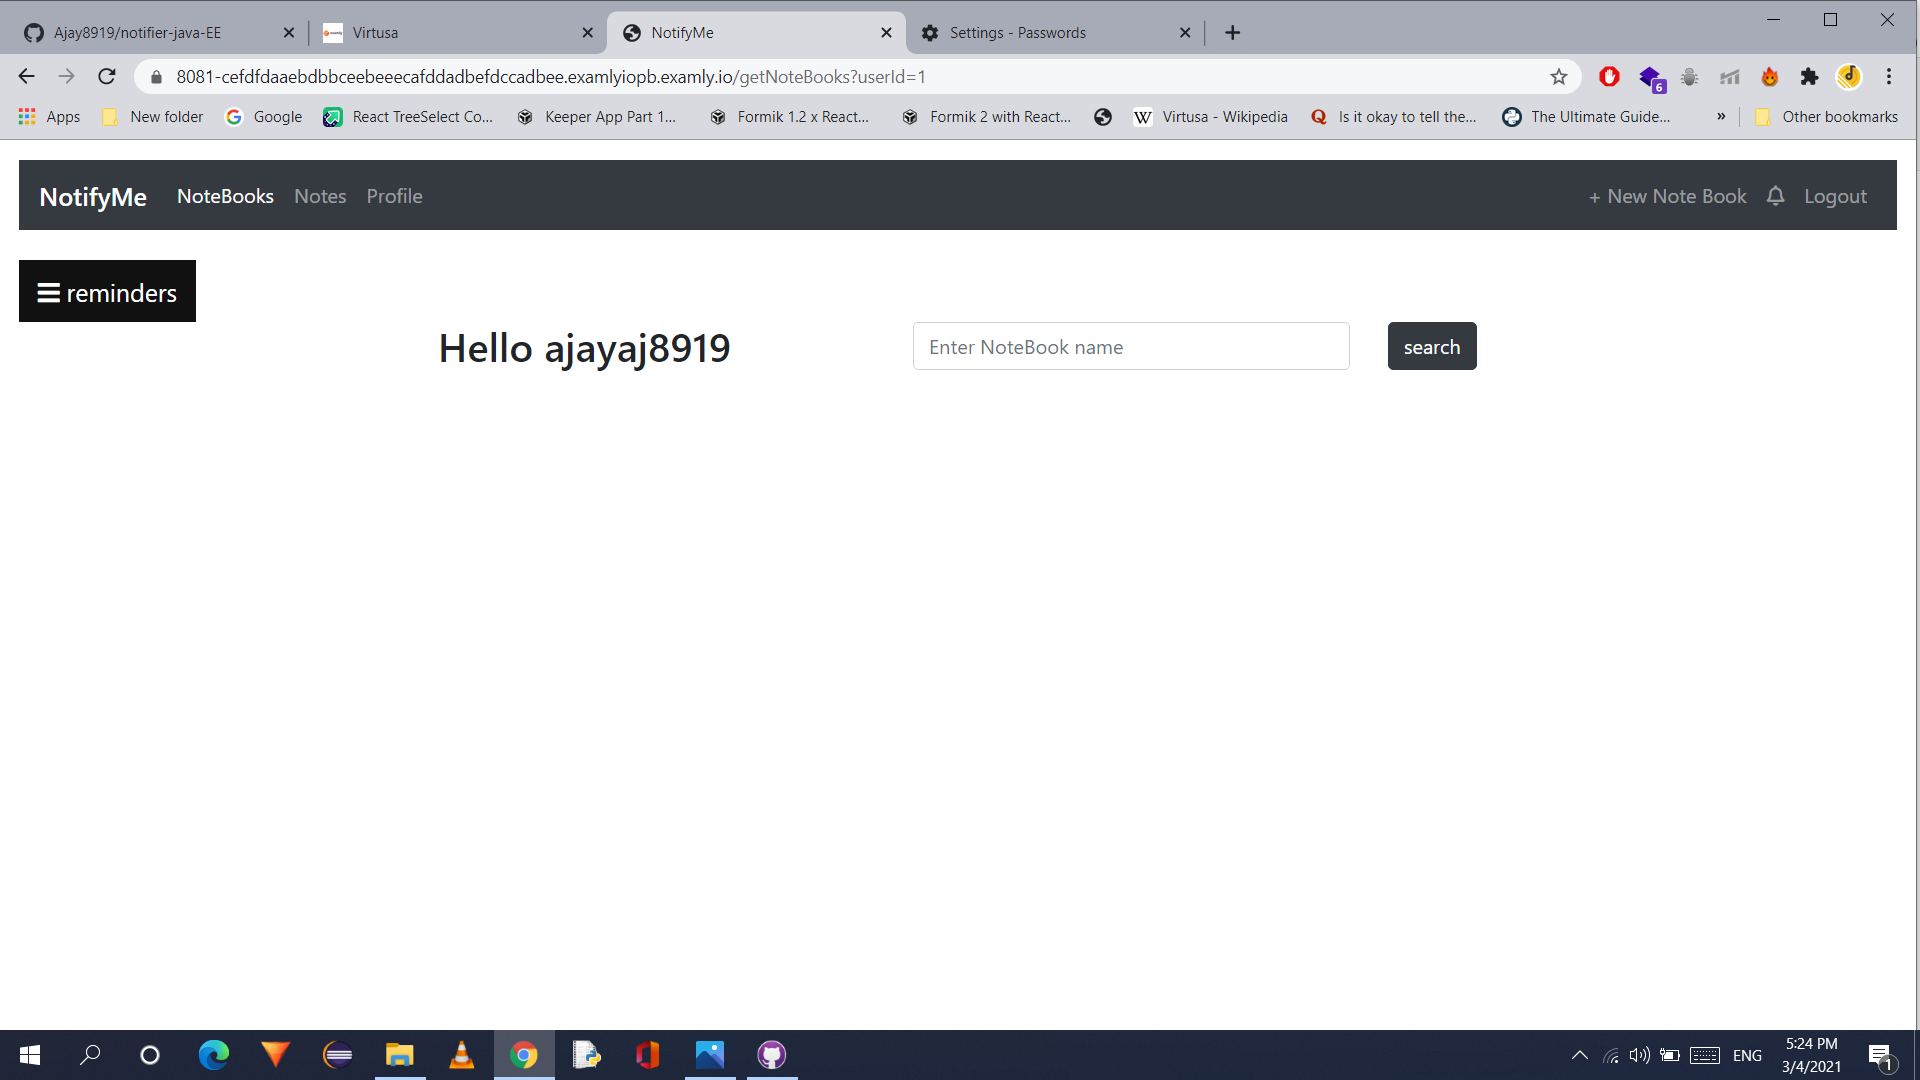 Ajay8919/notifier-java-EE
Virtusa
NotifyMe
Settings - Passwords
8081-cefdfdaaebdbbceebeeecafddadbefdccadbee.examlyiopb.examly.io/getNoteBooks?userId=1
6
Apps
New folder
Google
React TreeSelect Co...
Keeper App Part 1...
Formik 1.2 x React...
Formik 2 with React...
W Virtusa - Wikipedia
Is it okay to tell the...
The Ultimate Guide...
»
Other bookmarks
NotifyMe NoteBooks Notes Profile + New Note Book Logout
reminders
Hello ajayaj8919
Enter NoteBook name
search
ENG
5:24 PM
3/4/2021
1